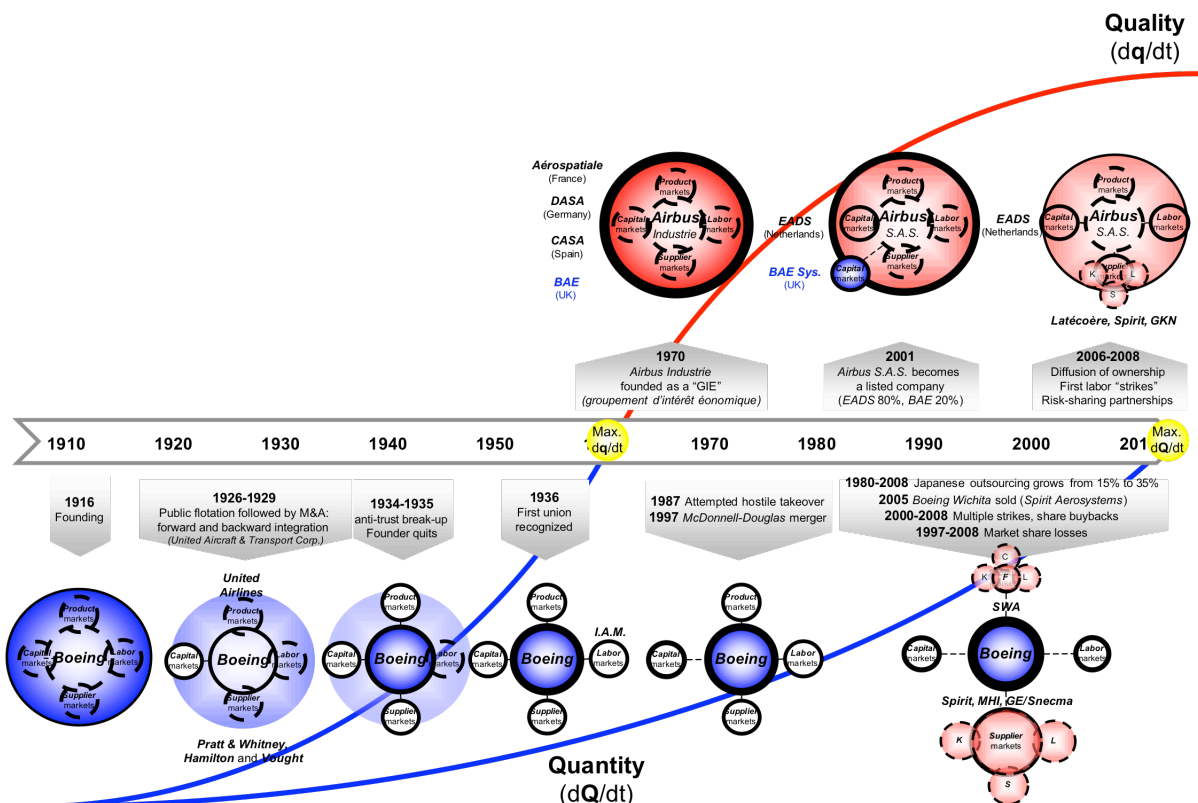 Quality
(dq/dt)
Aérospatiale
(France)
DASA
(Germany)
CASA
(Spain)
BAE
(UK)
Product
markets
Capital
markets
Airbus
Industrie
Labor
markets
Supplier
markets
EADS
(Netherlands)
BAE Sys.
(UK)
Product
markets
Capital
markets
Airbus
S.A.S.
Labor
markets
Supplier
markets
Capital
markets
EADS
(Netherlands)
Product
markets
Capital
markets
Airbus
S.A.S.
Labor
markets
Supplier
markets
K
L
S
Latécoère, Spirit, GKN
1970
Airbus Industrie
founded as a “GIE”
(groupement d’intérêt éonomique)
2001
Airbus S.A.S. becomes
a listed company
(EADS 80%, BAE 20%)
2006-2008
Diffusion of ownership
First labor “strikes”
Risk-sharing partnerships
1910
1920
1930
1940
1950
Max.
dq/dt
1970
1980
1990
2000
201
Max.
dQ/dt
1916
Founding
1926-1929
Public flotation followed by M&A:
forward and backward integration
(United Aircraft & Transport Corp.)
1934-1935
anti-trust break-up
Founder quits
1936
First union
recognized
1987 Attempted hostile takeover
1997 McDonnell-Douglas merger
1980-2008 Japanese outsourcing grows from 15% to 35%
2005 Boeing Wichita sold (Spirit Aerosystems)
2000-2008 Multiple strikes, share buybacks
1997-2008 Market share losses
Product
markets
Capital
markets
Boeing
Labor
markets
Supplier
markets
United
Airlines
Product
markets
Capital
markets
Boeing
Labor
markets
Supplier
markets
Pratt & Whitney,
Hamilton and Vought
Product
markets
Capital
markets
Boeing
Labor
markets
Supplier
markets
Product
markets
Capital
markets
Boeing
I.A.M.
Labor
markets
Supplier
markets
Product
markets
Capital
markets
Boeing
Labor
markets
Supplier
markets
C
K
F
L
SWA
Capital
markets
Boeing
Labor
markets
Spirit, MHI, GE/Snecma
K
Supplier
markets
L
S
Quantity
(dQ/dt)